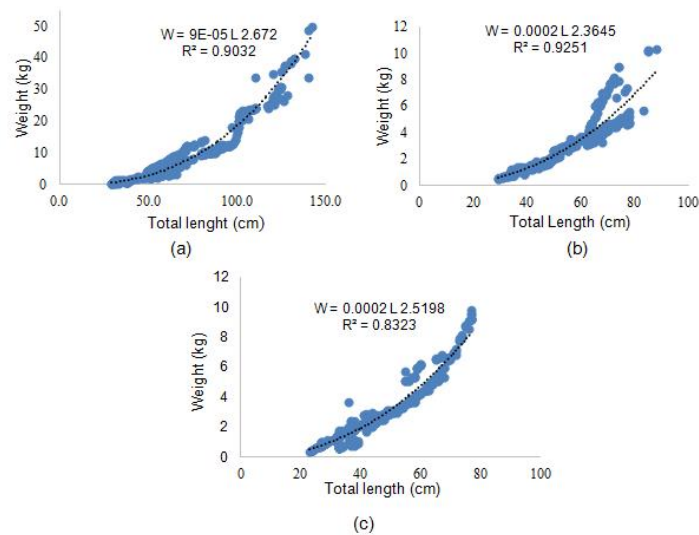 W = 9E-05 L 2.672
R² = 0.9032
50
40
30
20
10
0
Weight (kg)
0.0 50.0 100.0 150.0
Total lenght (cm)
(a)
W = 0.0002 L 2.3645
R² = 0.9251
12
10
8
6
4
2
0
Weight (kg)
0 20 40 60 80 100
Total Length (cm)
(b)
W = 0.0002 L 2.5198
R² = 0.8323
12
10
8
6
4
2
0
Weight (kg)
0 20 40 60 80 100
Total length (cm)
(c)